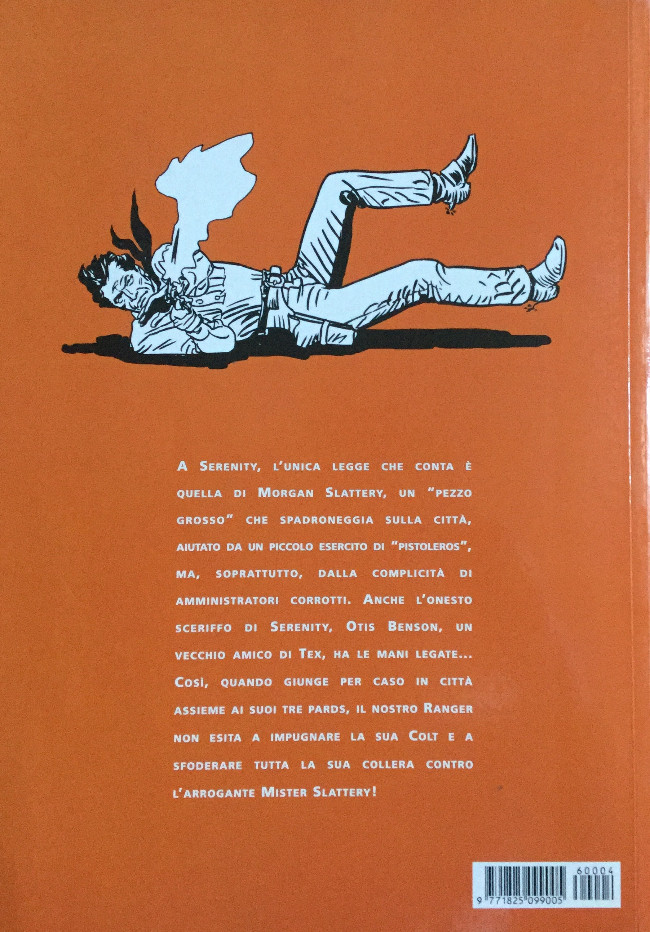 A SERENITY, L'UNICA LEGGE CHE CONTA È
QUELLA DI MORGAN SLATTERY, UN "PEZZO
GROSSO" CHE SPADRONEGGIA SULLA CITTÀ,
AIUTATO DA UN PICCOLO ESERCITO DI "PISTOLEROS",
MA, SOPRATTUTTO, DALLA COMPLICITÀ DI
AMMINISTRATORI CORROTTI. ANCHE L'ONESTO
SCERIFFO DI SERENITY, OTIS BENSON, UN
VECCHIO AMICO DI TEX, HA LE MANI LEGATE...
COSÌ, QUANDO GIUNGE PER CASO IN CITTÀ
ASSIEME AI SUOI TRE PARDS, IL NOSTRO RANGER
NON ESITA A IMPUGNARE LA SUA COLT E A
SFODERARE TUTTA LA SUA COLLERA CONTRO
L'ARROGANTE MISTER SLATTERY!
60004
9 771825 099005